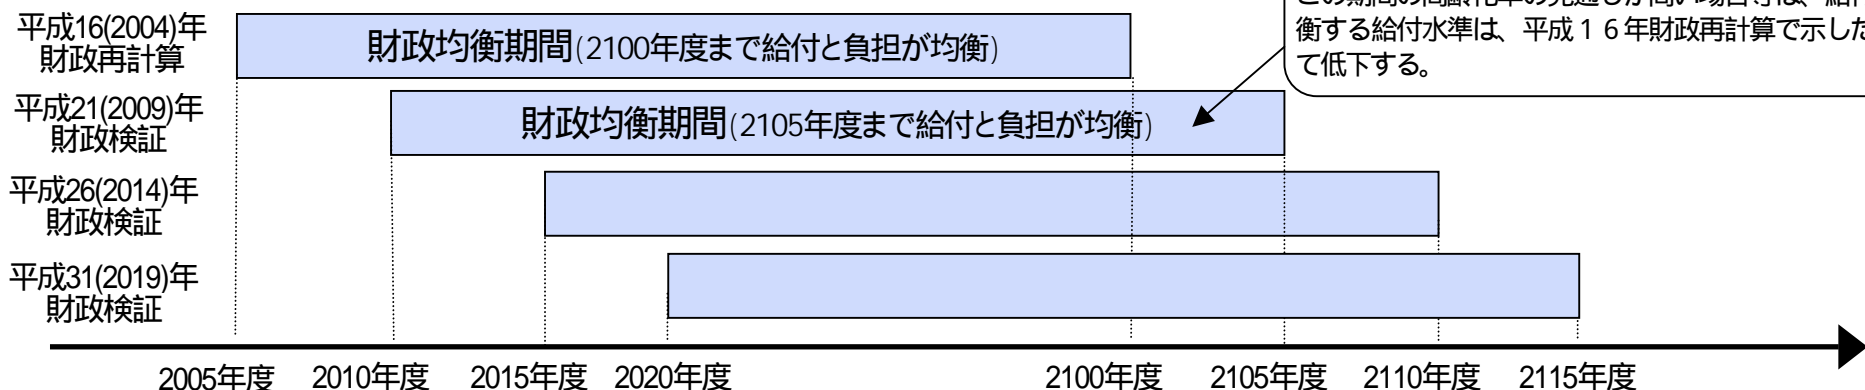 この期間の高齢化率の見通しが高い場合等は、給
衡する給付水準は、平成１６年財政再計算で示した
て低下する。
平成16(2004)年
財政再計算
財政均衡期間(2100年度まで給付と負担が均衡)
平成21(2009)年
財政検証
財政均衡期間(2105年度まで給付と負担が均衡)
平成26(2014)年
財政検証
平成31(2019)年
財政検証
2005年度 2010年度 2015年度 2020年度 2100年度 2105年度 2110年度 2115年度